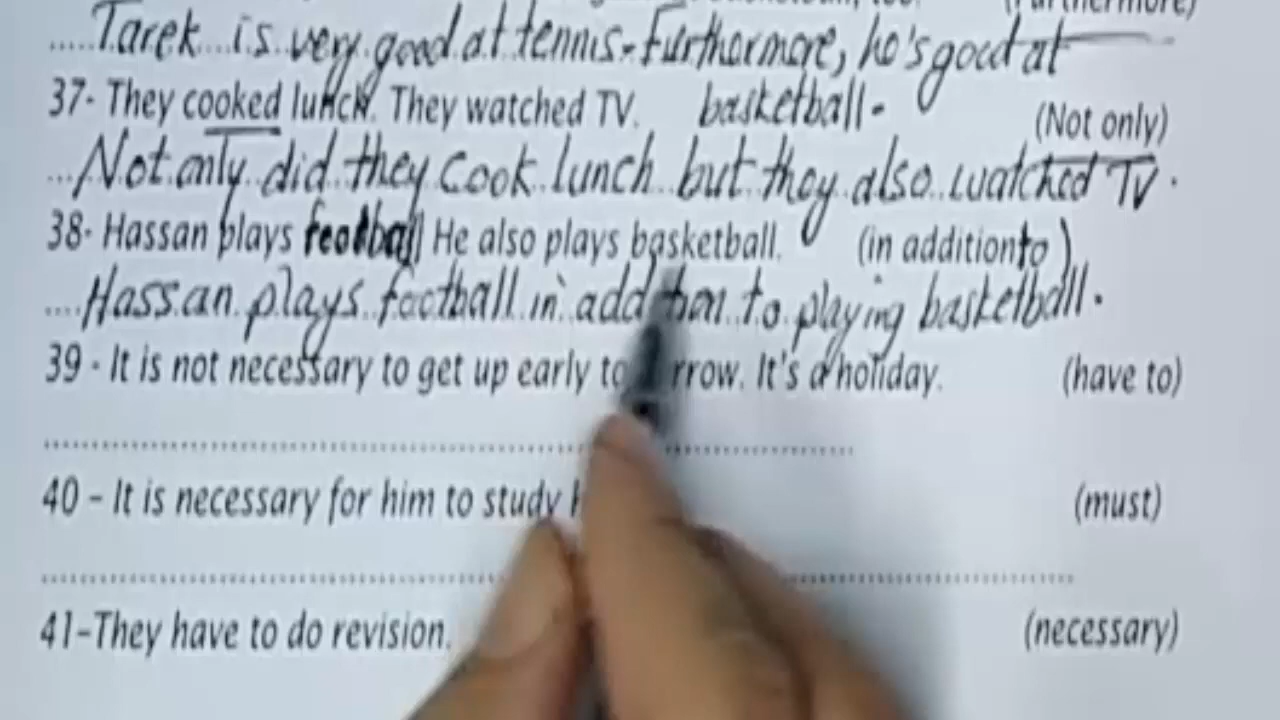 (Furthermore)
Tarek is very good at tennis. Furthermore, he's good at
37- They cooked lunch. They watched TV. basketball. (Not only)
Not only did they cook lunch but they also watched TV.
38- Hassan plays football He also plays basketball. (in addition to)
Hassan plays football in addition to playing basketball.
39 - It is not necessary to get up early to rrow. It's a holiday. (have to)
40 – It is necessary for him to study (must)
41–They have to do revision. (necessary)